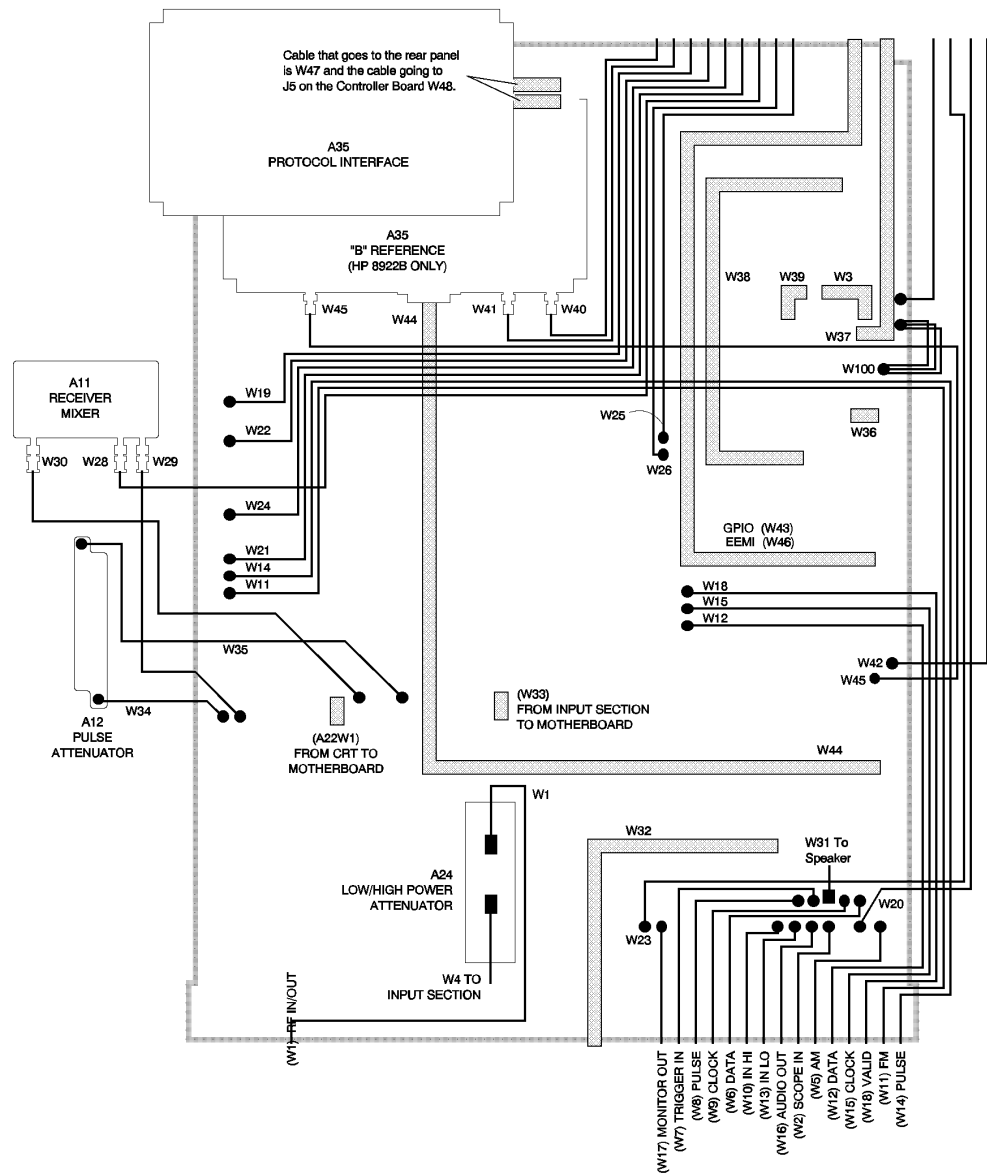 Cable that goes to the rear panel
is W47 and the cable going to
J5 on the Controller Board W48.
A35
PROTOCOL INTERFACE
A35
"B" REFERENCE
(HP 8922B ONLY)
W45
W44
W41
W40
W38
W39
W3
W37
W100
W36
A11
RECEIVER
MIXER
W30
W28
W29
W19
W22
W25
W26
W24
W21
W14
W11
GPIO (W43)
EEMI (W46)
W18
W15
W12
W42
W45
W35
W34
A12
PULSE
ATTENUATOR
(A22W1)
FROM CRT TO
MOTHERBOARD
(W33)
FROM INPUT SECTION
TO MOTHERBOARD
W44
W1
A24
LOW/HIGH POWER
ATTENUATOR
W4 TO
INPUT SECTION
W32
W31 To
Speaker
W20
W23
(W1) RF IN/OUT
(W17) MONITOR OUT
(W7) TRIGGER IN
(W8) PULSE
(W9) CLOCK
(W6) DATA
(W10) IN HI
(W13) IN LO
(W16) AUDIO OUT
(W2) SCOPE IN
(W5) AM
(W12) DATA
(W15) CLOCK
(W18) VALID
(W11) FM
(W14) PULSE